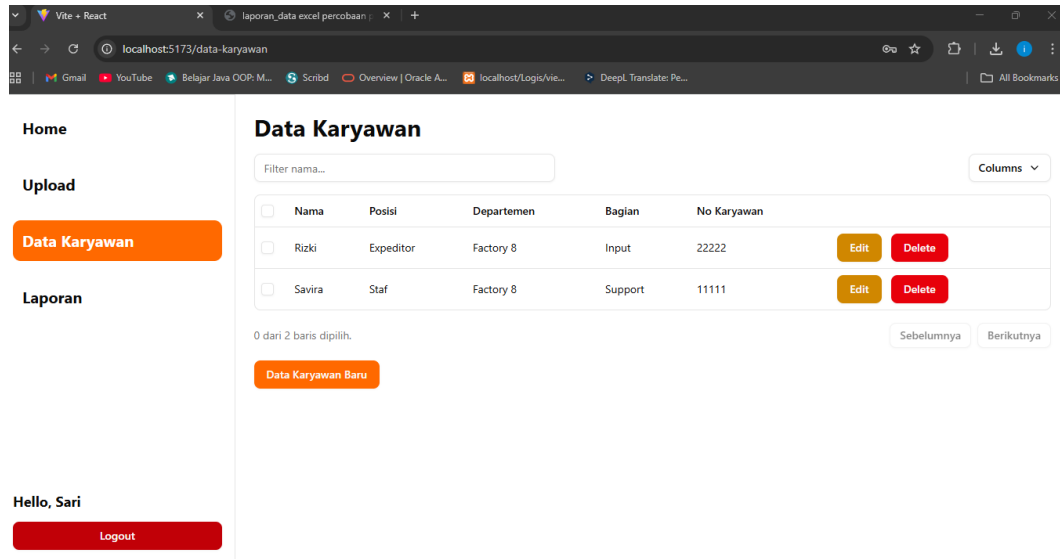 Vite + React
laporan_data excel percobaan p
localhost:5173/data-karyawan
Gmail YouTube Belajar Java OOP: M... Scribd Overview | Oracle A... localhost/Logis/vie... DeepL Translate: Pe... All Bookmarks
Home
Upload
Data Karyawan
Laporan
Hello, Sari
Logout
Data Karyawan
Filter nama...
Columns
Nama Posisi Departemen Bagian No Karyawan
Rizki Expeditor Factory 8 Input 22222 Edit Delete
Savira Staf Factory 8 Support 11111 Edit Delete
0 dari 2 baris dipilih.
Sebelumnya Berikutnya
Data Karyawan Baru